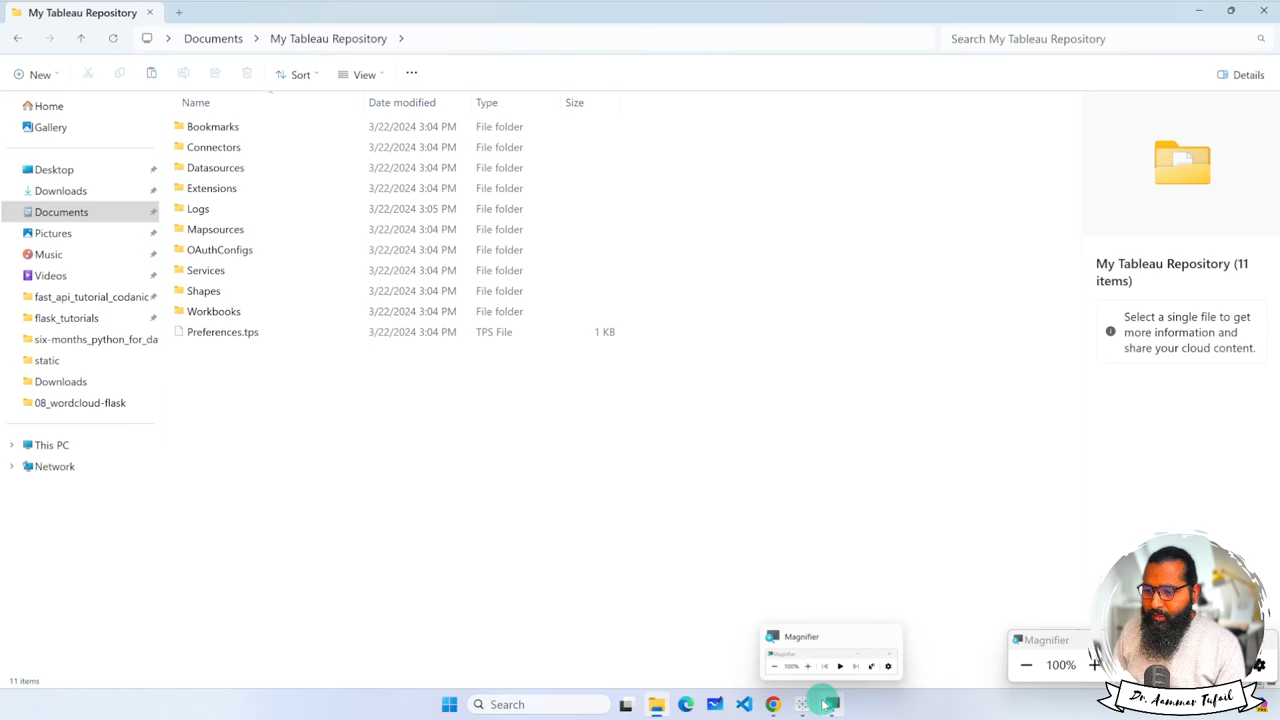 My Tableau Repository
Documents
My Tableau Repository
Search My Tableau Repository
New
Sort
View
Details
Name
Date modified
Type
Size
Home
Gallery
Desktop
Downloads
Documents
Pictures
Music
Videos
fast_api_tutorial_codanic
flask_tutorials
six-months_python_for_da
static
Downloads
08_wordcloud-flask
This PC
Network
Bookmarks 3/22/2024 3:04 PM File folder
Connectors 3/22/2024 3:04 PM File folder
Datasources 3/22/2024 3:04 PM File folder
Extensions 3/22/2024 3:04 PM File folder
Logs 3/22/2024 3:05 PM File folder
Mapsources 3/22/2024 3:04 PM File folder
OAuthConfigs 3/22/2024 3:04 PM File folder
Services 3/22/2024 3:04 PM File folder
Shapes 3/22/2024 3:04 PM File folder
Workbooks 3/22/2024 3:04 PM File folder
Preferences.tps 3/22/2024 3:04 PM TPS File 1 KB
My Tableau Repository (11
items)
Select a single file to get
more information and
share your cloud content.
Magnifier
Magnifier
100%
Magnifier
100%
Dr. Aammar Tufail
11 items
Search